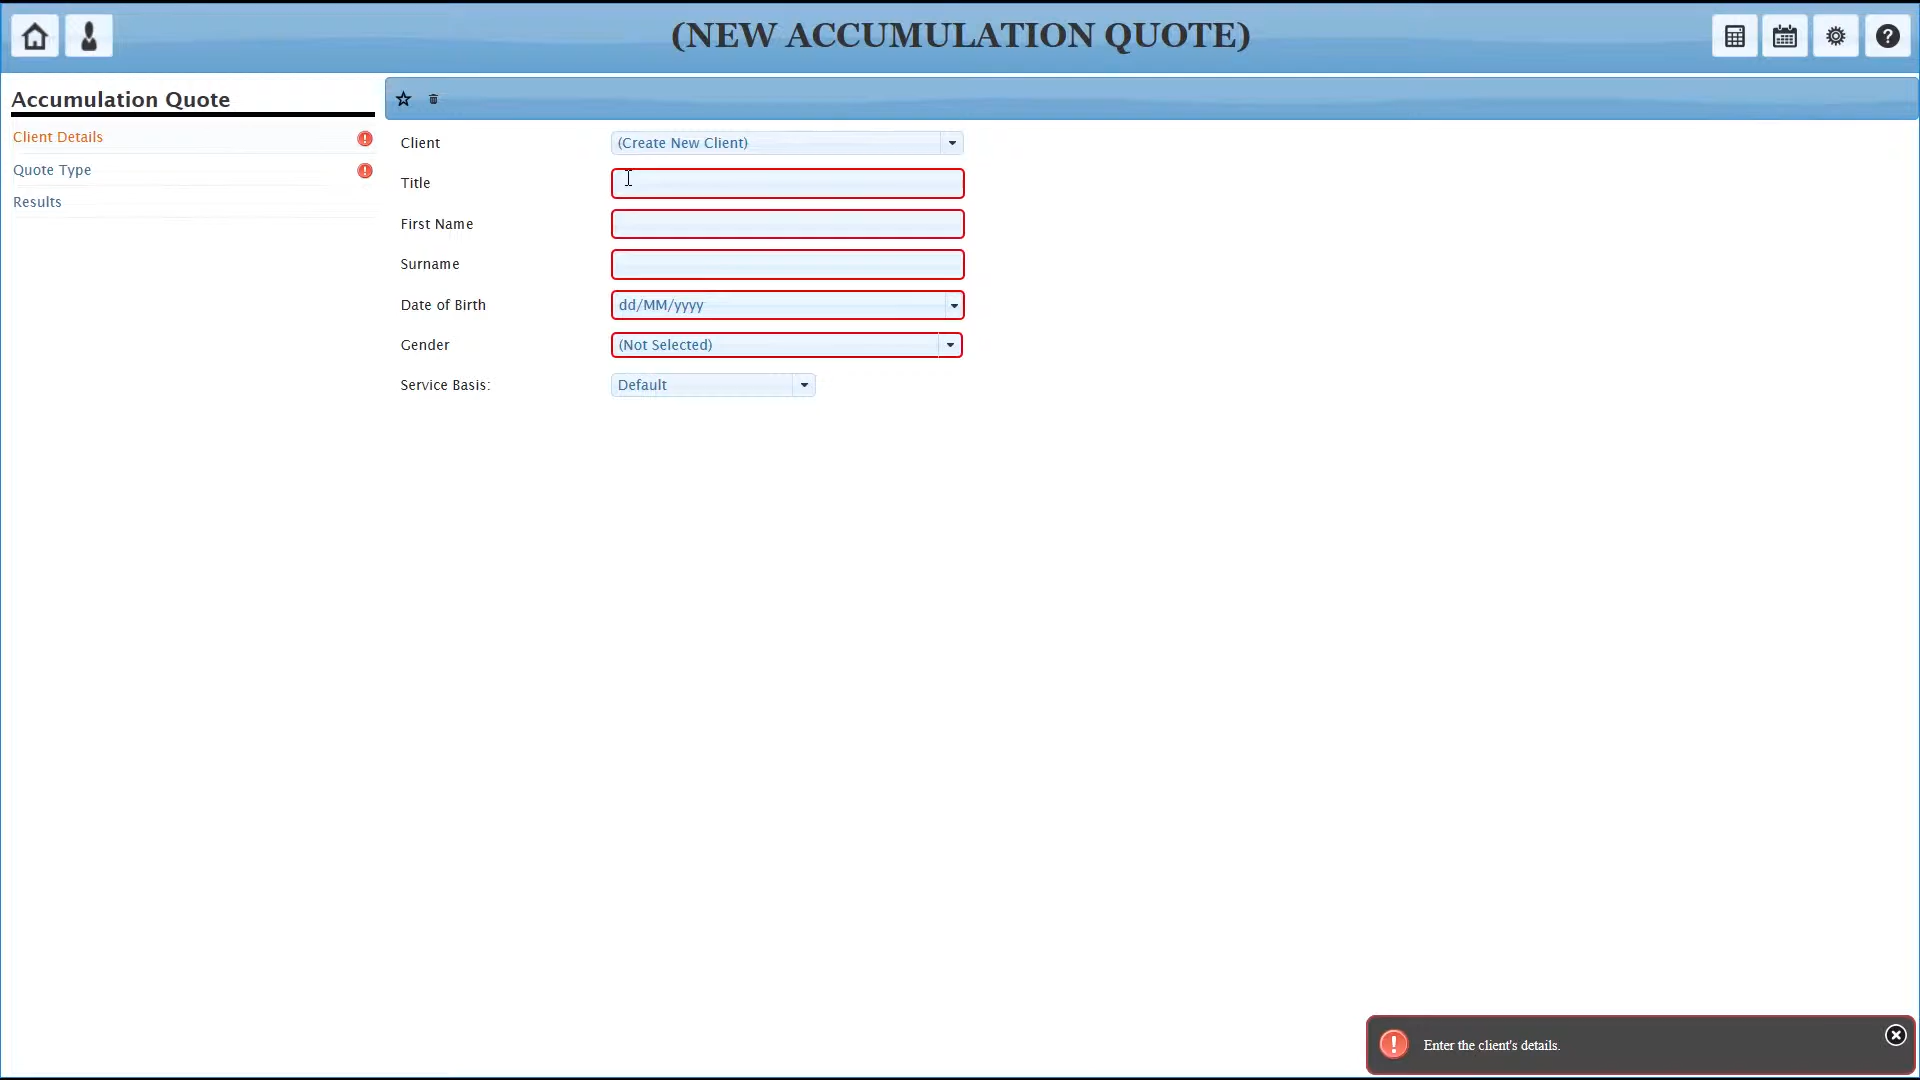 (NEW ACCUMULATION QUOTE)
Accumulation Quote
Client Details
Quote Type
Results
Client
(Create New Client)
Title
First Name
Surname
Date of Birth
dd/MM/yyyy
Gender
(Not Selected)
Service Basis:
Default
Enter the client's details.